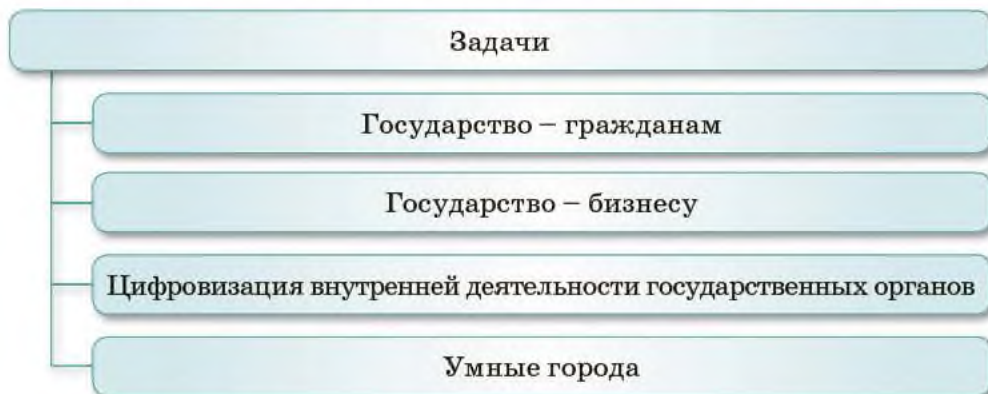 Задачи
Государство – гражданам
Государство – бизнесу
Цифровизация внутренней деятельности государственных органов
Умные города